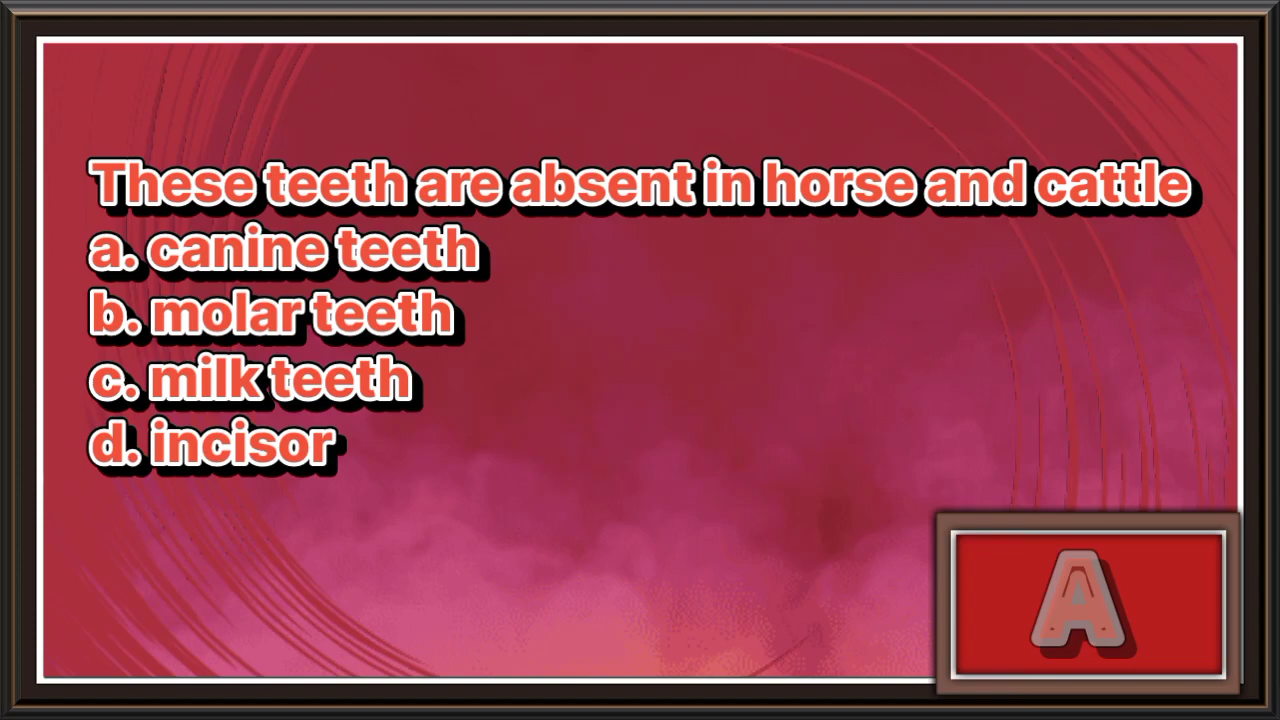 These teeth are absent in horse and cattle
a. canine teeth
b. molar teeth
c. milk teeth
d. incisor
A